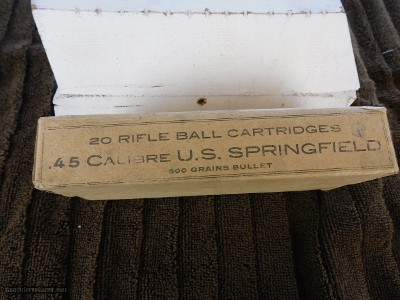 20 RIFLE BALL CARTRIDGES
.45 CALIBRE U.S. SPRINGFIELD
500 GRAINS BULLET